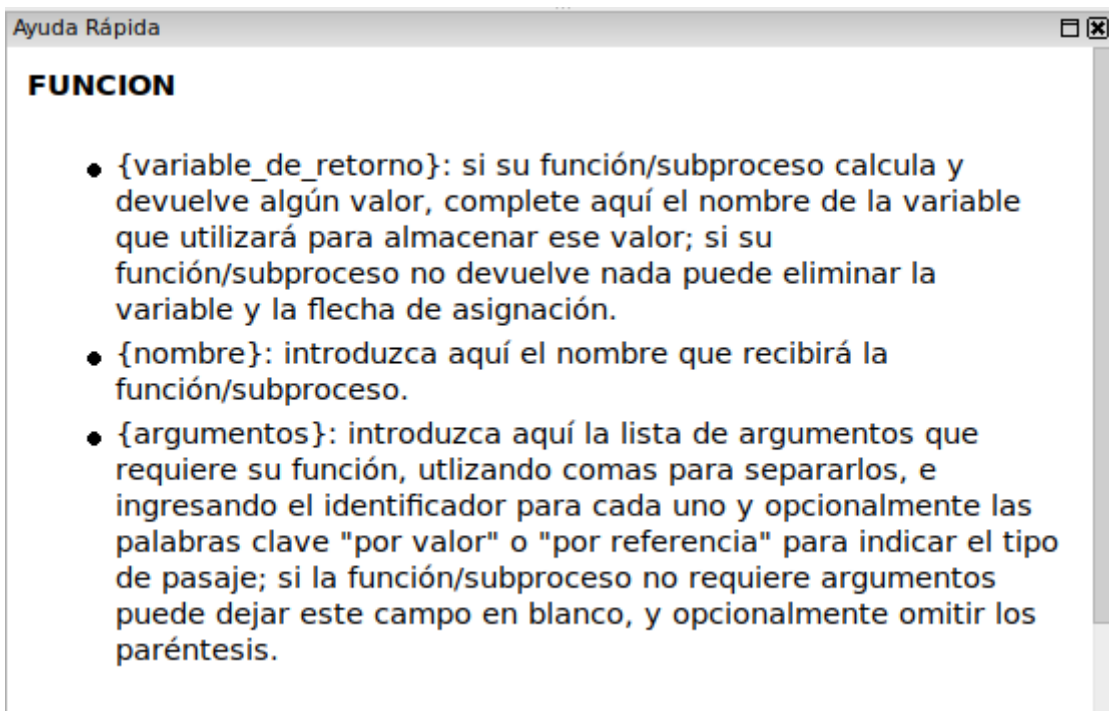 Ayuda Rápida
FUNCION
{variable_de_retorno}: si su función/subproceso calcula y
devuelve algún valor, complete aquí el nombre de la variable
que utilizará para almacenar ese valor; si su
función/subproceso no devuelve nada puede eliminar la
variable y la flecha de asignación.
{nombre}: introduzca aquí el nombre que recibirá la
función/subproceso.
{argumentos}: introduzca aquí la lista de argumentos que
requiere su función, utlizando comas para separarlos, e
ingresando el identificador para cada uno y opcionalmente las
palabras clave "por valor" o "por referencia" para indicar el tipo
de pasaje; si la función/subproceso no requiere argumentos
puede dejar este campo en blanco, y opcionalmente omitir los
paréntesis.